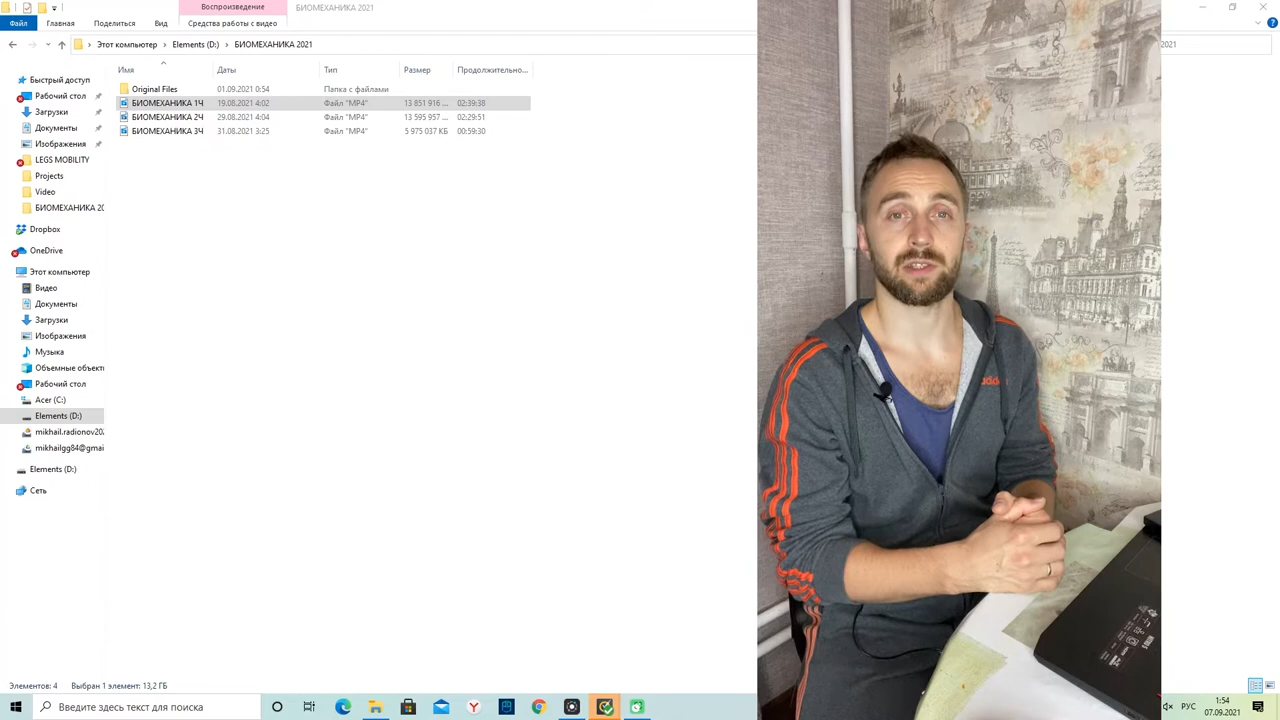 Воспроизведение
БИОМЕХАНИКА 2021
Файл
Главная
Поделиться
Вид
Средства работы с видео
Этот компьютер
Elements (D:)
БИОМЕХАНИКА 2021
2021
Имя
Даты
Тип
Размер
Продолжительно...
Original Files
01.09.2021 0:54
Папка с файлами
БИОМЕХАНИКА 1Ч
19.08.2021 4:02
Файл "MP4"
13 851 916 ...
02:39:38
БИОМЕХАНИКА 2Ч
29.08.2021 4:04
Файл "MP4"
13 595 957 ...
02:29:51
БИОМЕХАНИКА 3Ч
31.08.2021 3:25
Файл "MP4"
5 975 037 КБ
00:59:30
Быстрый доступ
Рабочий стол
Загрузки
Документы
Изображения
LEGS MOBILITY
Projects
Video
БИОМЕХАНИКА 20
Dropbox
OneDrive
Этот компьютер
Видео
Документы
Загрузки
Изображения
Музыка
Объемные объект
Рабочий стол
Acer (C:)
Elements (D:)
mikhail.radionov20
mikhailgg84@gmai
Elements (D:)
Сеть
Элементов: 4
Выбран 1 элемент: 13,2 ГБ
Введите здесь текст для поиска
РУС
1:54
07.09.2021